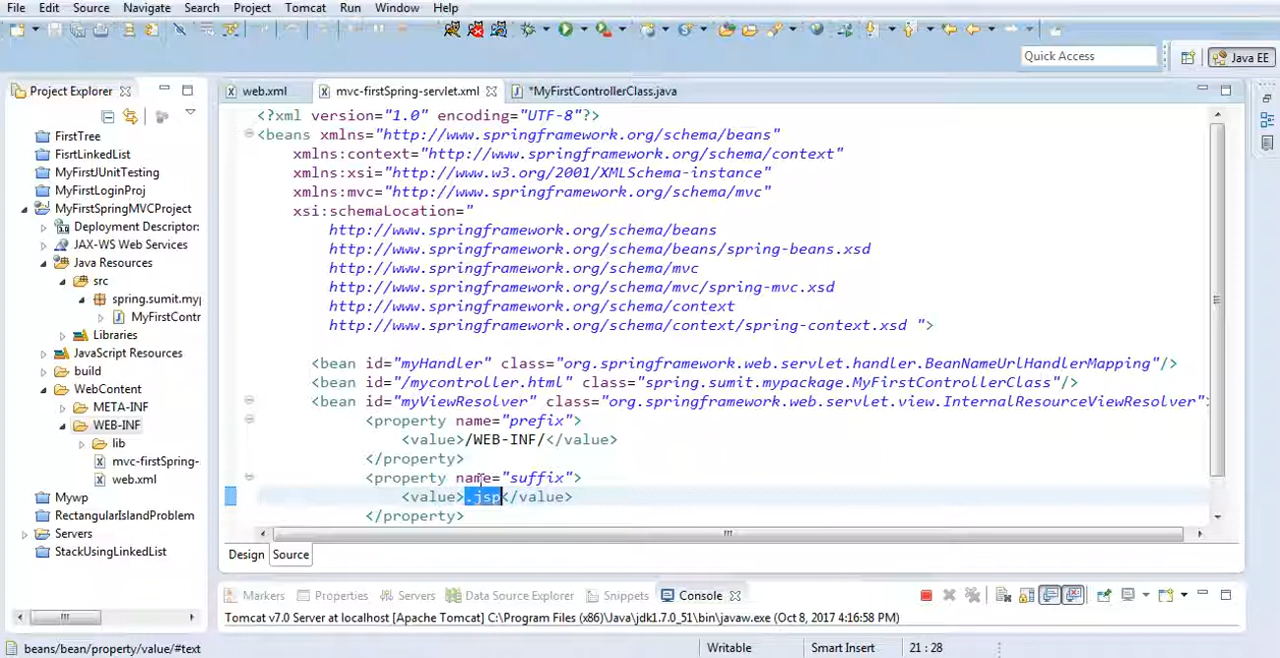 File Edit Source Navigate Search Project Tomcat Run Window Help
Quick Access
Java EE
Project Explorer
web.xml
mvc-firstSpring-servlet.xml
*MyFirstControllerClass.java
FirstTree
FisrtLinkedList
MyFirstJUnitTesting
MyFirstLoginProj
MyFirstSpringMVCProject
Deployment Descriptor:
JAX-WS Web Services
Java Resources
src
spring.sumit.myp
MyFirstContr
Libraries
JavaScript Resources
build
WebContent
META-INF
WEB-INF
lib
mvc-firstSpring-
web.xml
Mywp
RectangularIslandProblem
Servers
StackUsingLinkedList
<?xml version="1.0" encoding="UTF-8"?>
<beans xmlns="http://www.springframework.org/schema/beans"
xmlns:context="http://www.springframework.org/schema/context"
xmlns:xsi="http://www.w3.org/2001/XMLSchema-instance"
xmlns:mvc="http://www.springframework.org/schema/mvc"
xsi:schemaLocation="
http://www.springframework.org/schema/beans
http://www.springframework.org/schema/beans/spring-beans.xsd
http://www.springframework.org/schema/mvc
http://www.springframework.org/schema/mvc/spring-mvc.xsd
http://www.springframework.org/schema/context
http://www.springframework.org/schema/context/spring-context.xsd ">
<bean id="myHandler" class="org.springframework.web.servlet.handler.BeanNameUrlHandlerMapping"/>
<bean id="/mycontroller.html" class="spring.sumit.mypackage.MyFirstControllerClass"/>
<bean id="myViewResolver" class="org.springframework.web.servlet.view.InternalResourceViewResolver">
<property name="prefix">
<value>/WEB-INF/</value>
</property>
<property name="suffix">
<value>.jsp</value>
</property>
Design Source
Markers Properties Servers Data Source Explorer Snippets Console
Tomcat v7.0 Server at localhost [Apache Tomcat] C:\Program Files (x86)\Java\jdk1.7.0_51\bin\javaw.exe (Oct 8, 2017 4:16:58 PM)
beans/bean/property/value/#text
Writable
Smart Insert
21 : 28